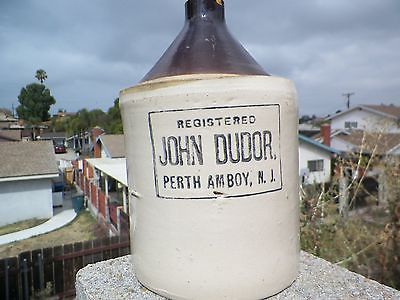 REGISTERED
JOHN DUDOR.
PERTH AMBOY, N. J.